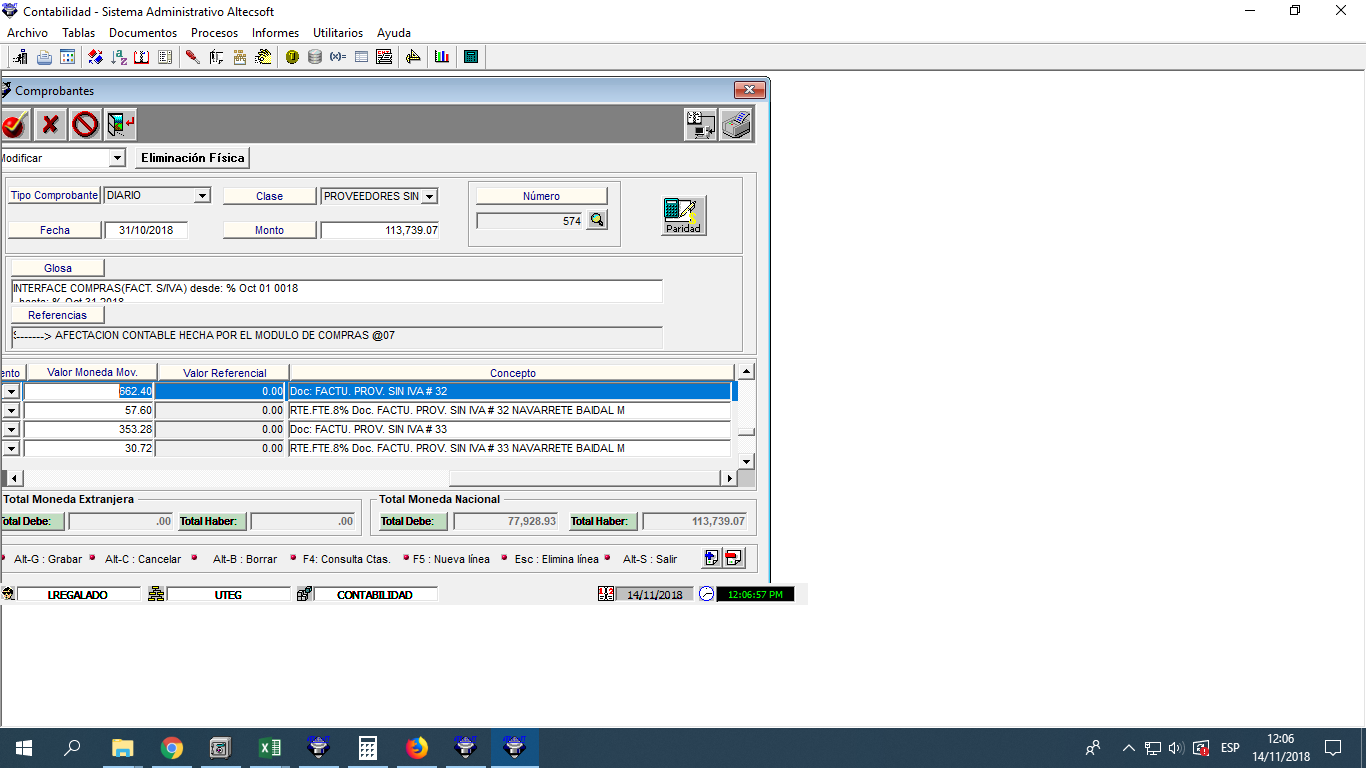 Contabilidad - Sistema Administrativo Altecsoft
Archivo Tablas Documentos Procesos Informes Utilitarios Ayuda
Comprobantes
Modificar Eliminación Física
Tipo Comprobante DIARIO Clase PROVEEDORES SIN Número
574 Paridad
Fecha 31/10/2018 Monto 113,739.07
Glosa
INTERFACE COMPRAS(FACT. S/IVA) desde: % Oct 01 0018
hasta: % Oct 31 2018
Referencias
-------> AFECTACION CONTABLE HECHA POR EL MODULO DE COMPRAS @07
ento Valor Moneda Mov. Valor Referencial Concepto
662.40 0.00 Doc: FACTU. PROV. SIN IVA # 32
57.60 0.00 RTE.FTE.8% Doc. FACTU. PROV. SIN IVA # 32 NAVARRETE BAIDAL M
353.28 0.00 Doc: FACTU. PROV. SIN IVA # 33
30.72 0.00 RTE.FTE.8% Doc. FACTU. PROV. SIN IVA # 33 NAVARRETE BAIDAL M
Total Moneda Extranjera Total Moneda Nacional
Total Debe: .00 Total Haber: .00 Total Debe: 77,928.93 Total Haber: 113,739.07
Alt-G : Grabar Alt-C : Cancelar Alt-B : Borrar F4: Consulta Ctas. F5 : Nueva línea Esc : Elimina línea Alt-S : Salir
LREGALADO UTEG CONTABILIDAD 14/11/2018 12:06:57 PM
ESP 12:06
14/11/2018